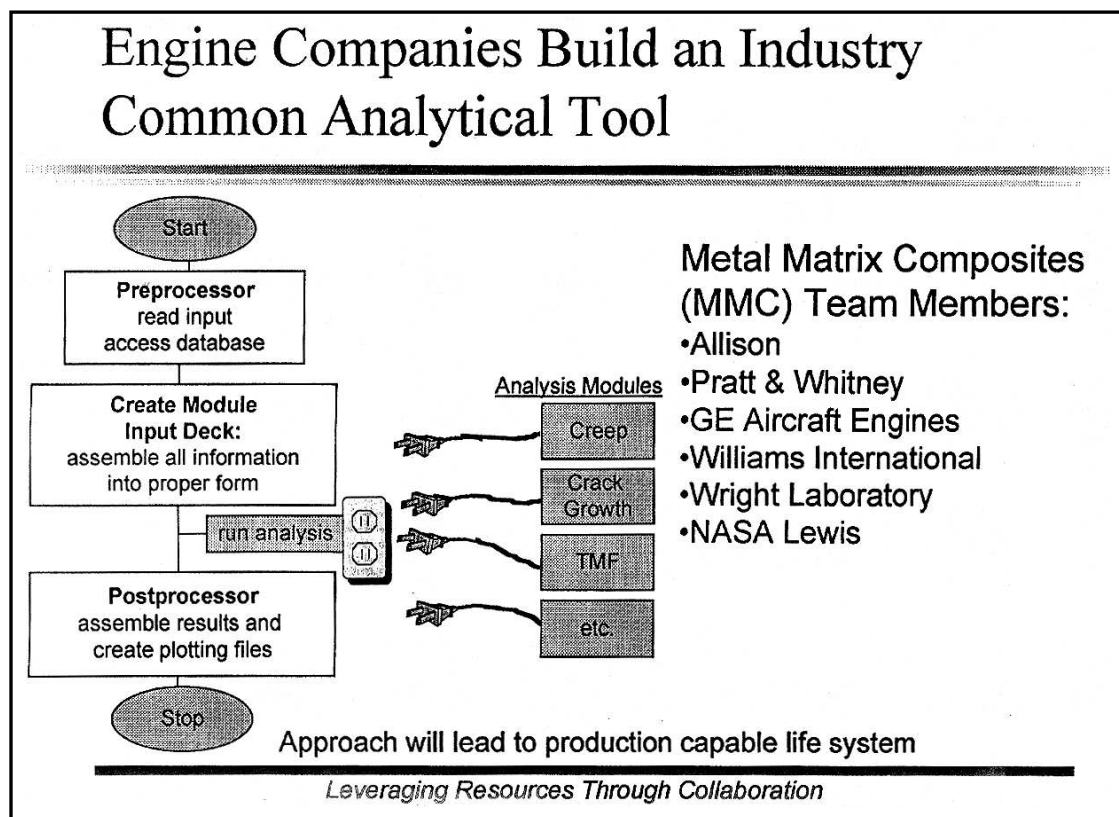 Engine Companies Build an Industry
Common Analytical Tool
Start
Preprocessor
read input
access database
Create Module
Input Deck:
assemble all information
into proper form
run analysis
Postprocessor
assemble results and
create plotting files
Stop
Analysis Modules
Creep
Crack
Growth
TMF
etc.
Metal Matrix Composites
(MMC) Team Members:
•Allison
•Pratt & Whitney
•GE Aircraft Engines
•Williams International
•Wright Laboratory
•NASA Lewis
Approach will lead to production capable life system
Leveraging Resources Through Collaboration